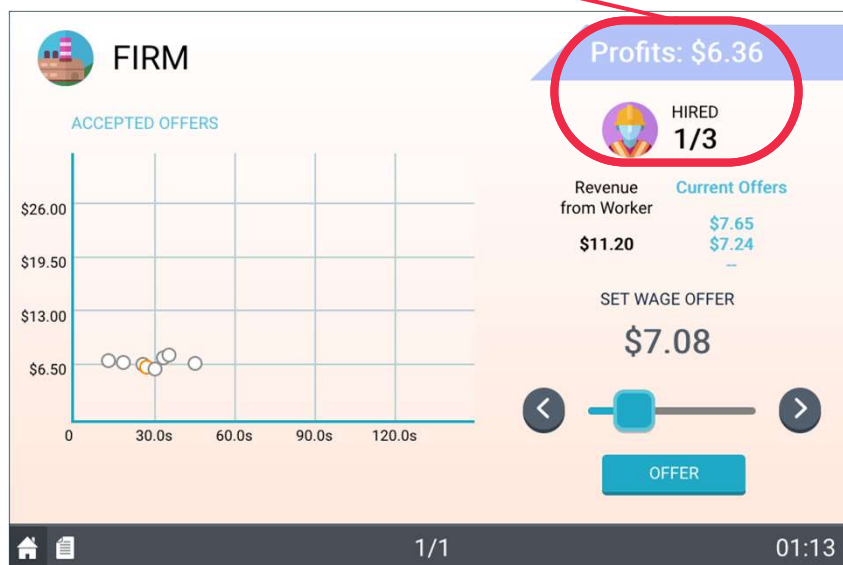 FIRM
Profits: $6.36
HIRED
1/3
ACCEPTED OFFERS
$26.00
$19.50
$13.00
$6.50
0 30.0s 60.0s 90.0s 120.0s
Revenue
from Worker
$11.20
Current Offers
$7.65
$7.24
--
SET WAGE OFFER
$7.08
OFFER
1/1
01:13